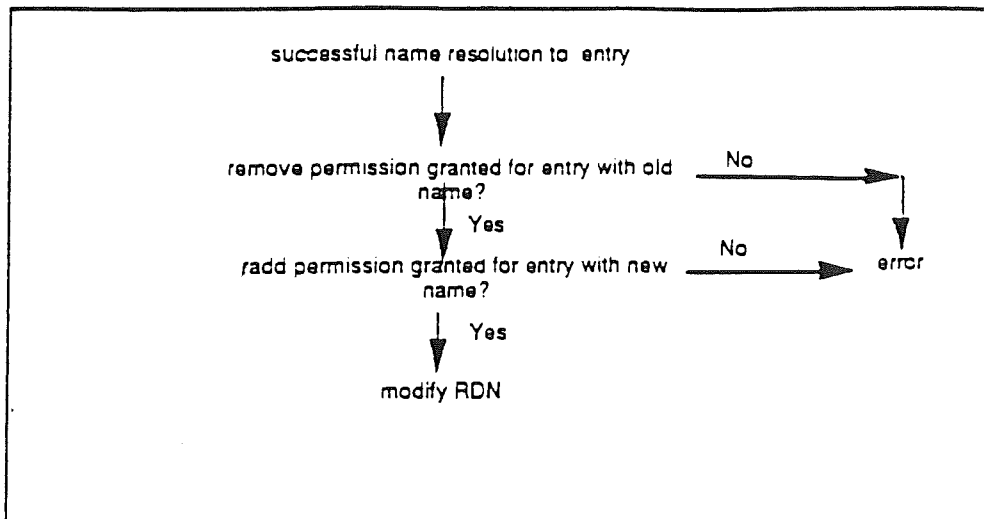 successful name resolution to entry
remove permission granted for entry with old
name?
No
Yes
radd permission granted for entry with new
name?
No
error
Yes
modify RDN